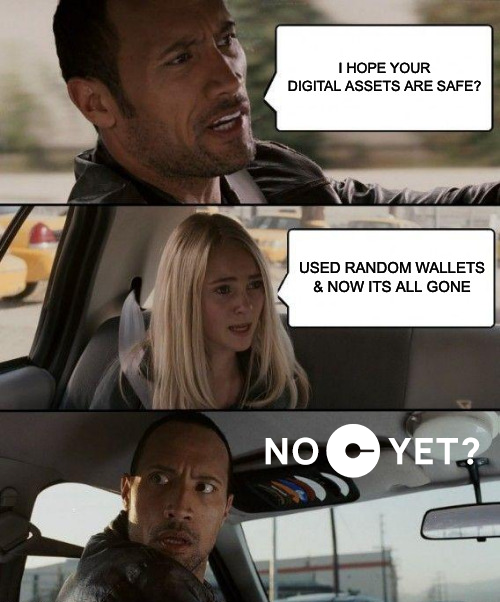 I HOPE YOUR
DIGITAL ASSETS ARE SAFE?
USED RANDOM WALLETS
& NOW ITS ALL GONE
NO YET?